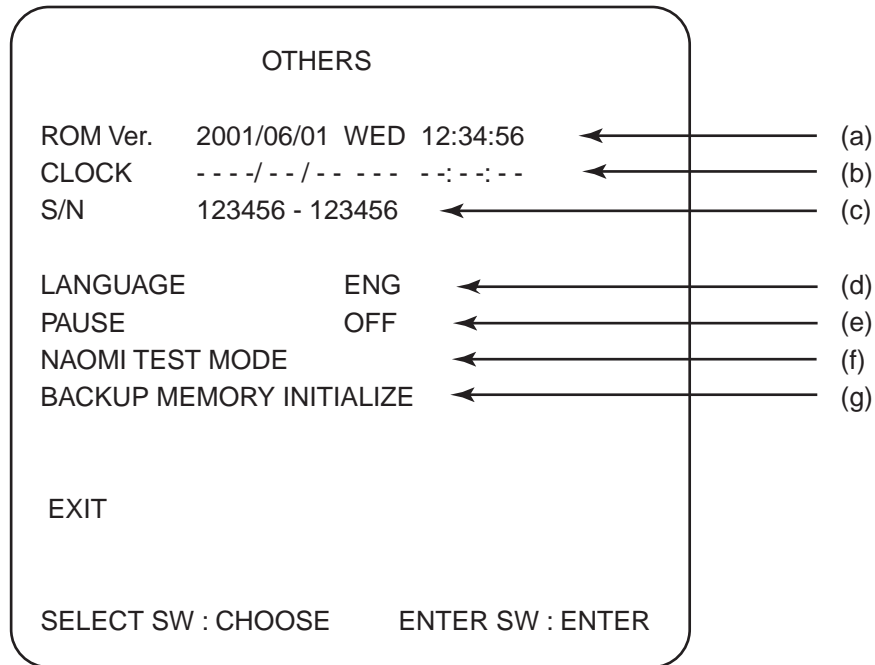 OTHERS
ROM Ver. 2001/06/01 WED 12:34:56 (a)
CLOCK - - - -/ - - / - - - - - - -: - -: - - (b)
S/N 123456 - 123456 (c)
LANGUAGE ENG (d)
PAUSE OFF (e)
NAOMI TEST MODE (f)
BACKUP MEMORY INITIALIZE (g)
EXIT
SELECT SW : CHOOSE ENTER SW : ENTER